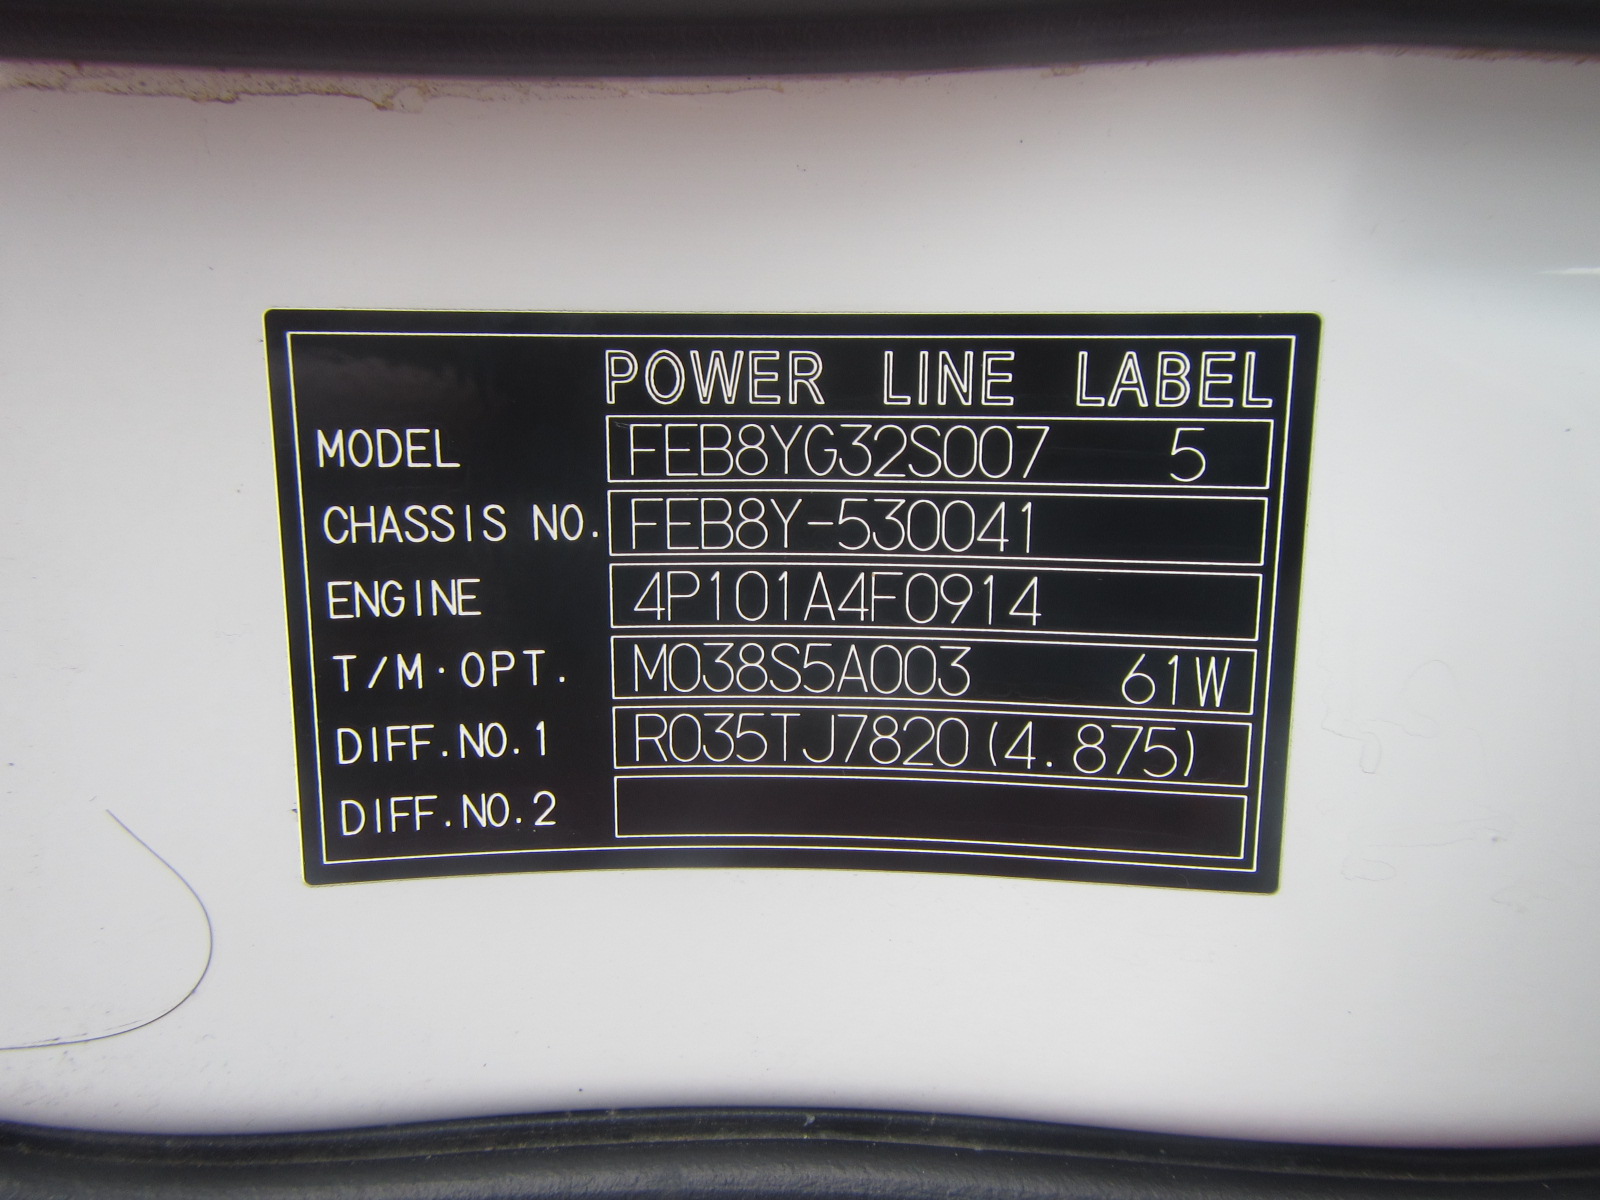 POWER LINE LABEL
MODEL FEB8YG32S007 5
CHASSIS NO. FEB8Y-530041
ENGINE 4P101A4F0914
T/M·OPT. M038S5A003 61W
DIFF.NO.1 R035TJ7820(4.875)
DIFF.NO.2